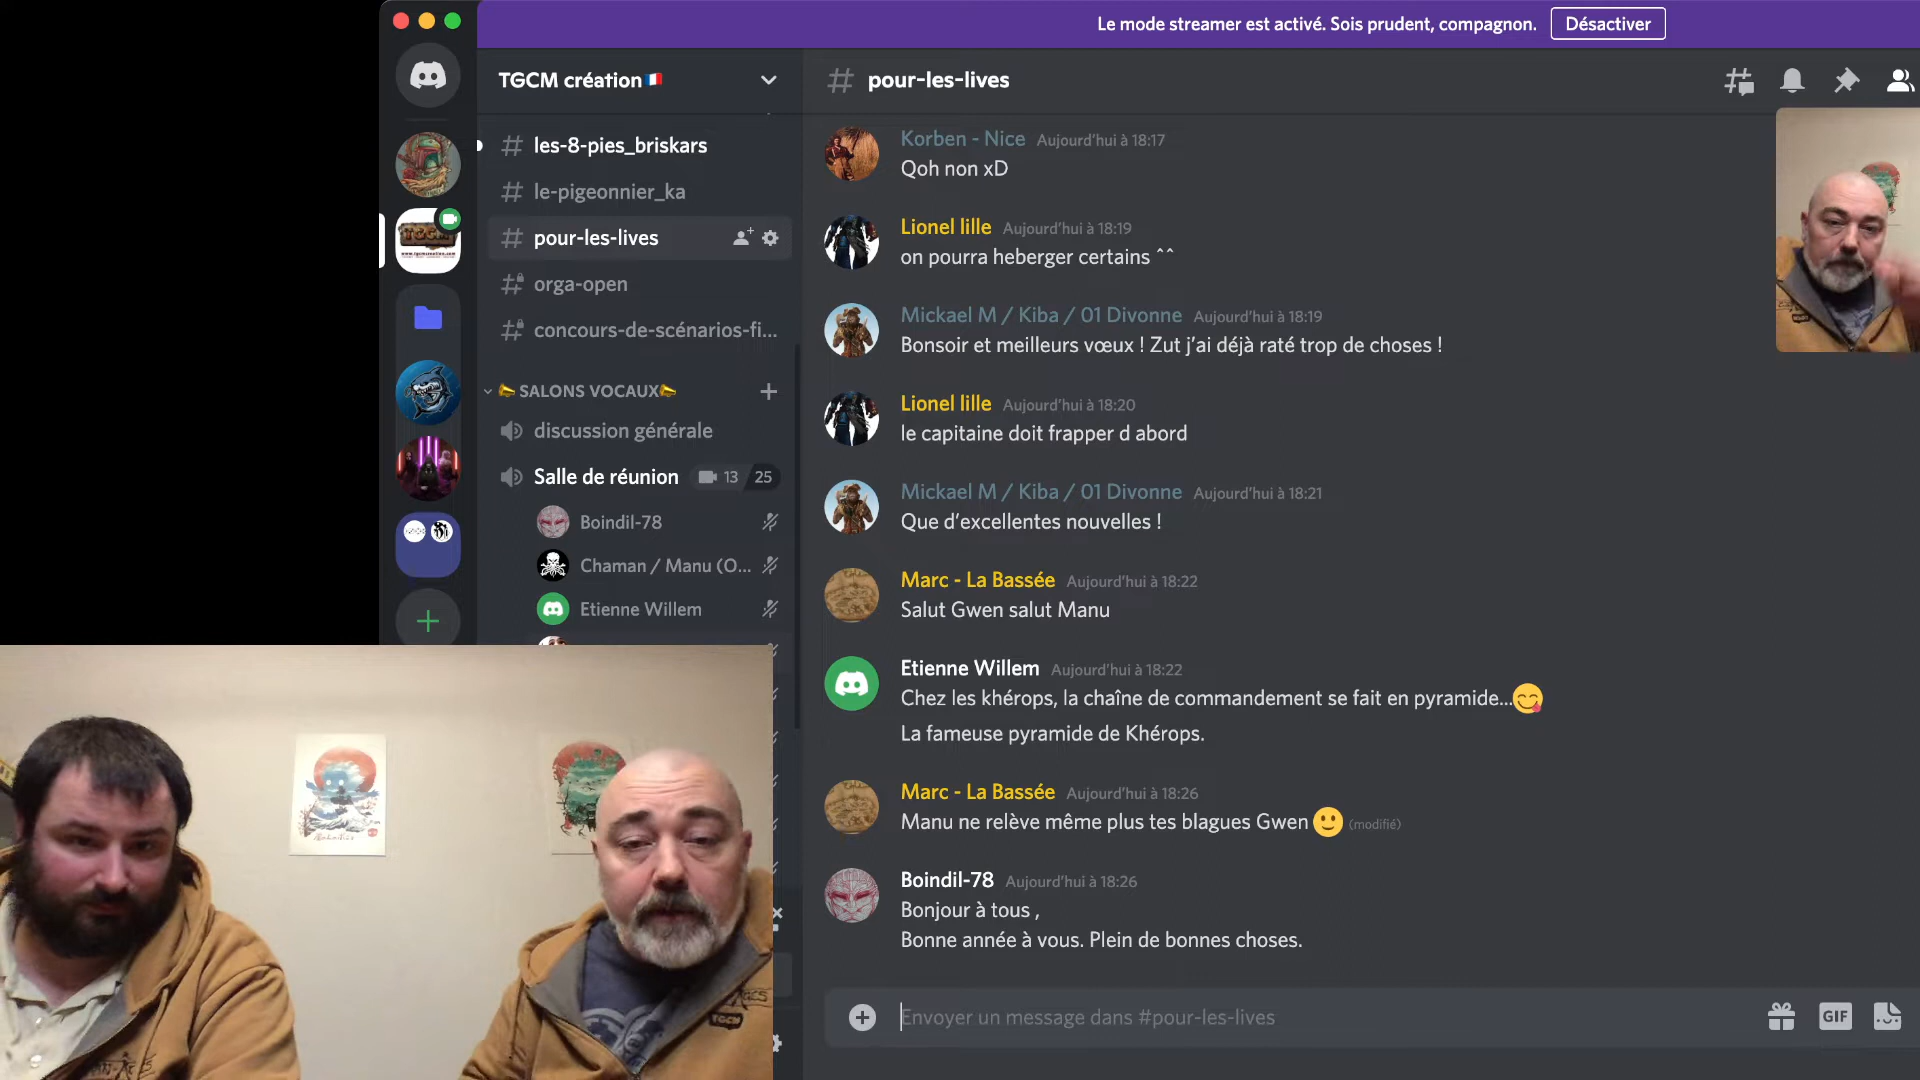 Le mode streamer est activé. Sois prudent, compagnon.
Désactiver
TGCM création
pour-les-lives
les-8-pies_briskars
le-pigeonnier_ka
pour-les-lives
orga-open
concours-de-scénarios-fi...
SALONS VOCAUX
discussion générale
Salle de réunion 13 25
Boindil-78
Chaman / Manu (O...
Etienne Willem
Korben - Nice Aujourd'hui à 18:17
Qoh non xD
Lionel lille Aujourd'hui à 18:19
on pourra heberger certains ^^
Mickael M / Kiba / 01 Divonne Aujourd'hui à 18:19
Bonsoir et meilleurs vœux ! Zut j'ai déjà raté trop de choses !
Lionel lille Aujourd'hui à 18:20
le capitaine doit frapper d abord
Mickael M / Kiba / 01 Divonne Aujourd'hui à 18:21
Que d'excellentes nouvelles !
Marc - La Bassée Aujourd'hui à 18:22
Salut Gwen salut Manu
Etienne Willem Aujourd'hui à 18:22
Chez les khérops, la chaîne de commandement se fait en pyramide...😋
La fameuse pyramide de Khérops.
Marc - La Bassée Aujourd'hui à 18:26
Manu ne relève même plus tes blagues Gwen 🙂 (modifié)
Boindil-78 Aujourd'hui à 18:26
Bonjour à tous ,
Bonne année à vous. Plein de bonnes choses.
Envoyer un message dans #pour-les-lives
GIF
TGCM